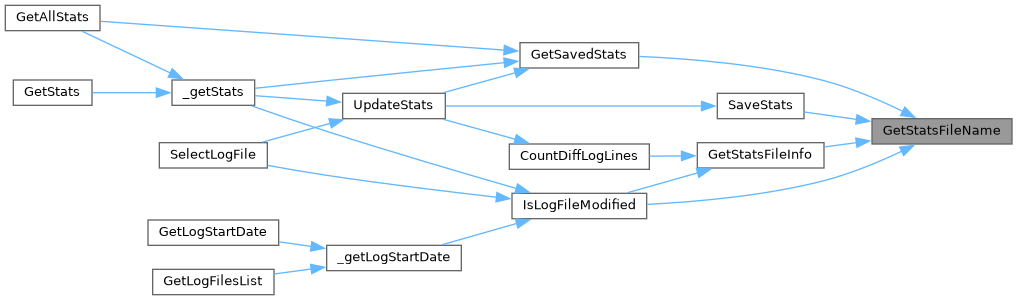 GetAllStats
GetSavedStats
GetStats
_getStats
UpdateStats
SaveStats
GetStatsFileName
SelectLogFile
CountDiffLogLines
GetStatsFileInfo
IsLogFileModified
GetLogStartDate
_getLogStartDate
GetLogFilesList